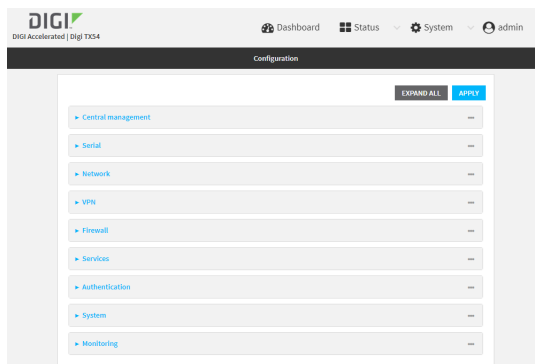 DIGI
DIGI Accelerated | Digi TX54
Dashboard Status System admin
Configuration
EXPAND ALL APPLY
Central management
Serial
Network
VPN
Firewall
Services
Authentication
System
Monitoring